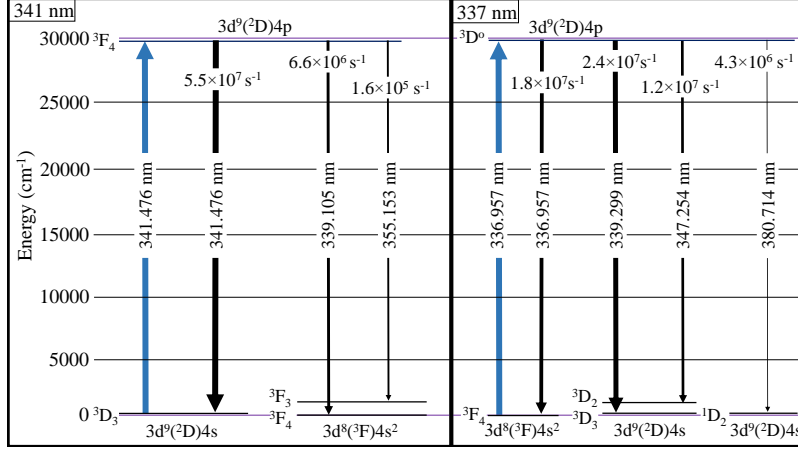 341 nm
337 nm
3d⁹(²D)4p
3d⁹(²D)4p
30000
³F₄
³Dᵒ
5.5×10⁷ s⁻¹
6.6×10⁶ s⁻¹
1.6×10⁵ s⁻¹
1.8×10⁷s⁻¹
2.4×10⁷s⁻¹
1.2×10⁷ s⁻¹
4.3×10⁶ s⁻¹
25000
20000
15000
10000
5000
0
Energy (cm⁻¹)
341.476 nm
341.476 nm
339.105 nm
355.153 nm
336.957 nm
336.957 nm
339.299 nm
347.254 nm
380.714 nm
³D₃
³F₃
³F₄
³F₄
³D₂
³D₃
¹D₂
3d⁹(²D)4s
3d⁸(³F)4s²
3d⁸(³F)4s²
3d⁹(²D)4s
3d⁹(²D)4s